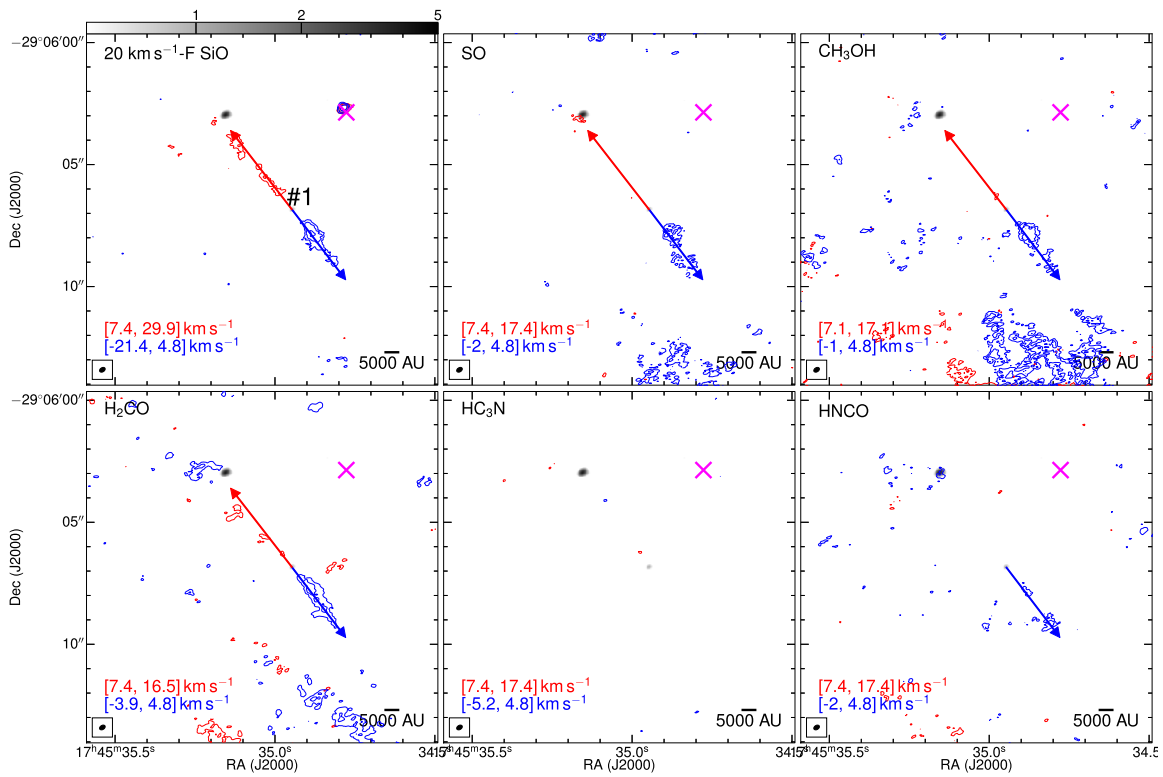 1 2 5
−29°06′00″
20 km s⁻¹-F SiO
SO
CH₃OH
05″
#1
Dec (J2000)
10″
[7.4, 29.9] km s⁻¹
[-21.4, 4.8] km s⁻¹
5000 AU
[7.4, 17.4] km s⁻¹
[-2, 4.8] km s⁻¹
5000 AU
[7.1, 17.1] km s⁻¹
[-1, 4.8] km s⁻¹
5000 AU
−29°06′00″
H₂CO
HC₃N
HNCO
05″
Dec (J2000)
10″
[7.4, 16.5] km s⁻¹
[-3.9, 4.8] km s⁻¹
5000 AU
[7.4, 17.4] km s⁻¹
[-5.2, 4.8] km s⁻¹
5000 AU
[7.4, 17.4] km s⁻¹
[-2, 4.8] km s⁻¹
5000 AU
17ʰ45ᵐ35.5ˢ 35.0ˢ 35.0ˢ 35.0ˢ 34.5
RA (J2000) RA (J2000) RA (J2000)